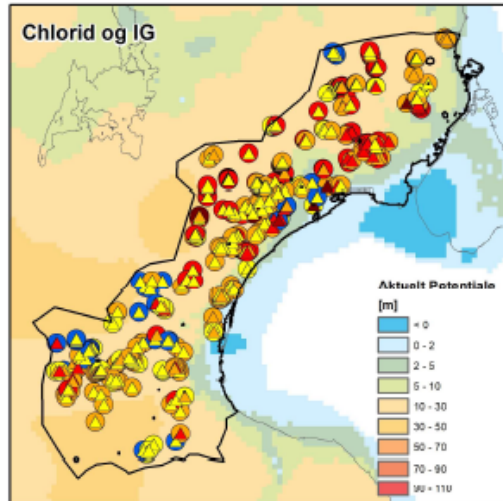 Chlorid og IG
Aktuelt Potentiale
[m]
< 0
0 - 2
2 - 5
5 - 10
10 - 30
30 - 50
50 - 70
70 - 90
90 - 110